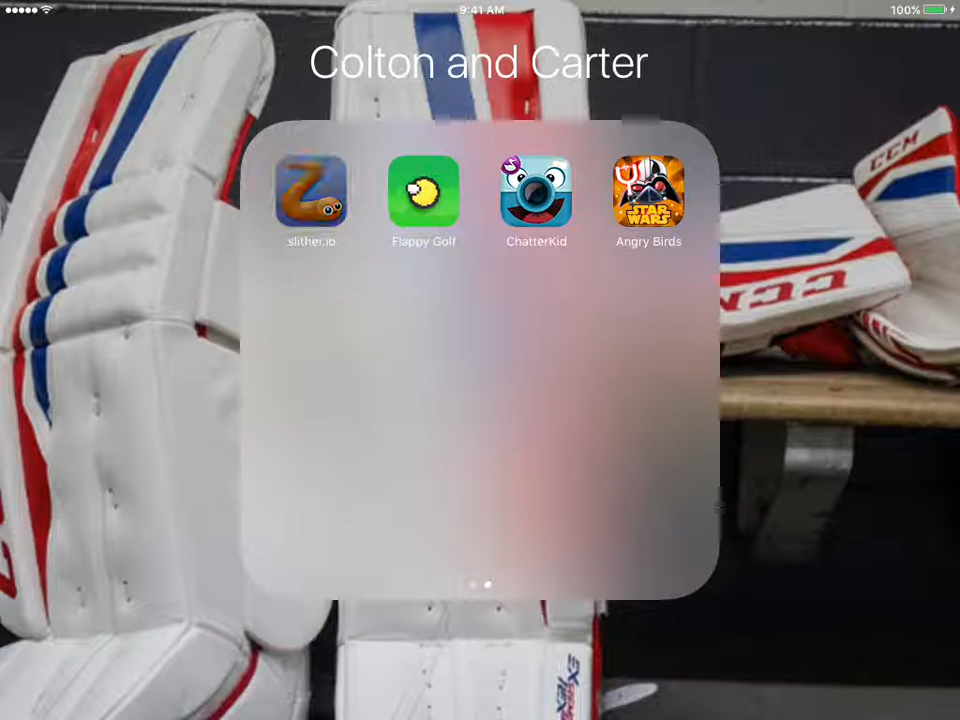 9:41 AM
100%
Colton and Carter
slither.io
Flappy Golf
ChatterKid
Angry Birds
STAR
WARS
CCM
CCM